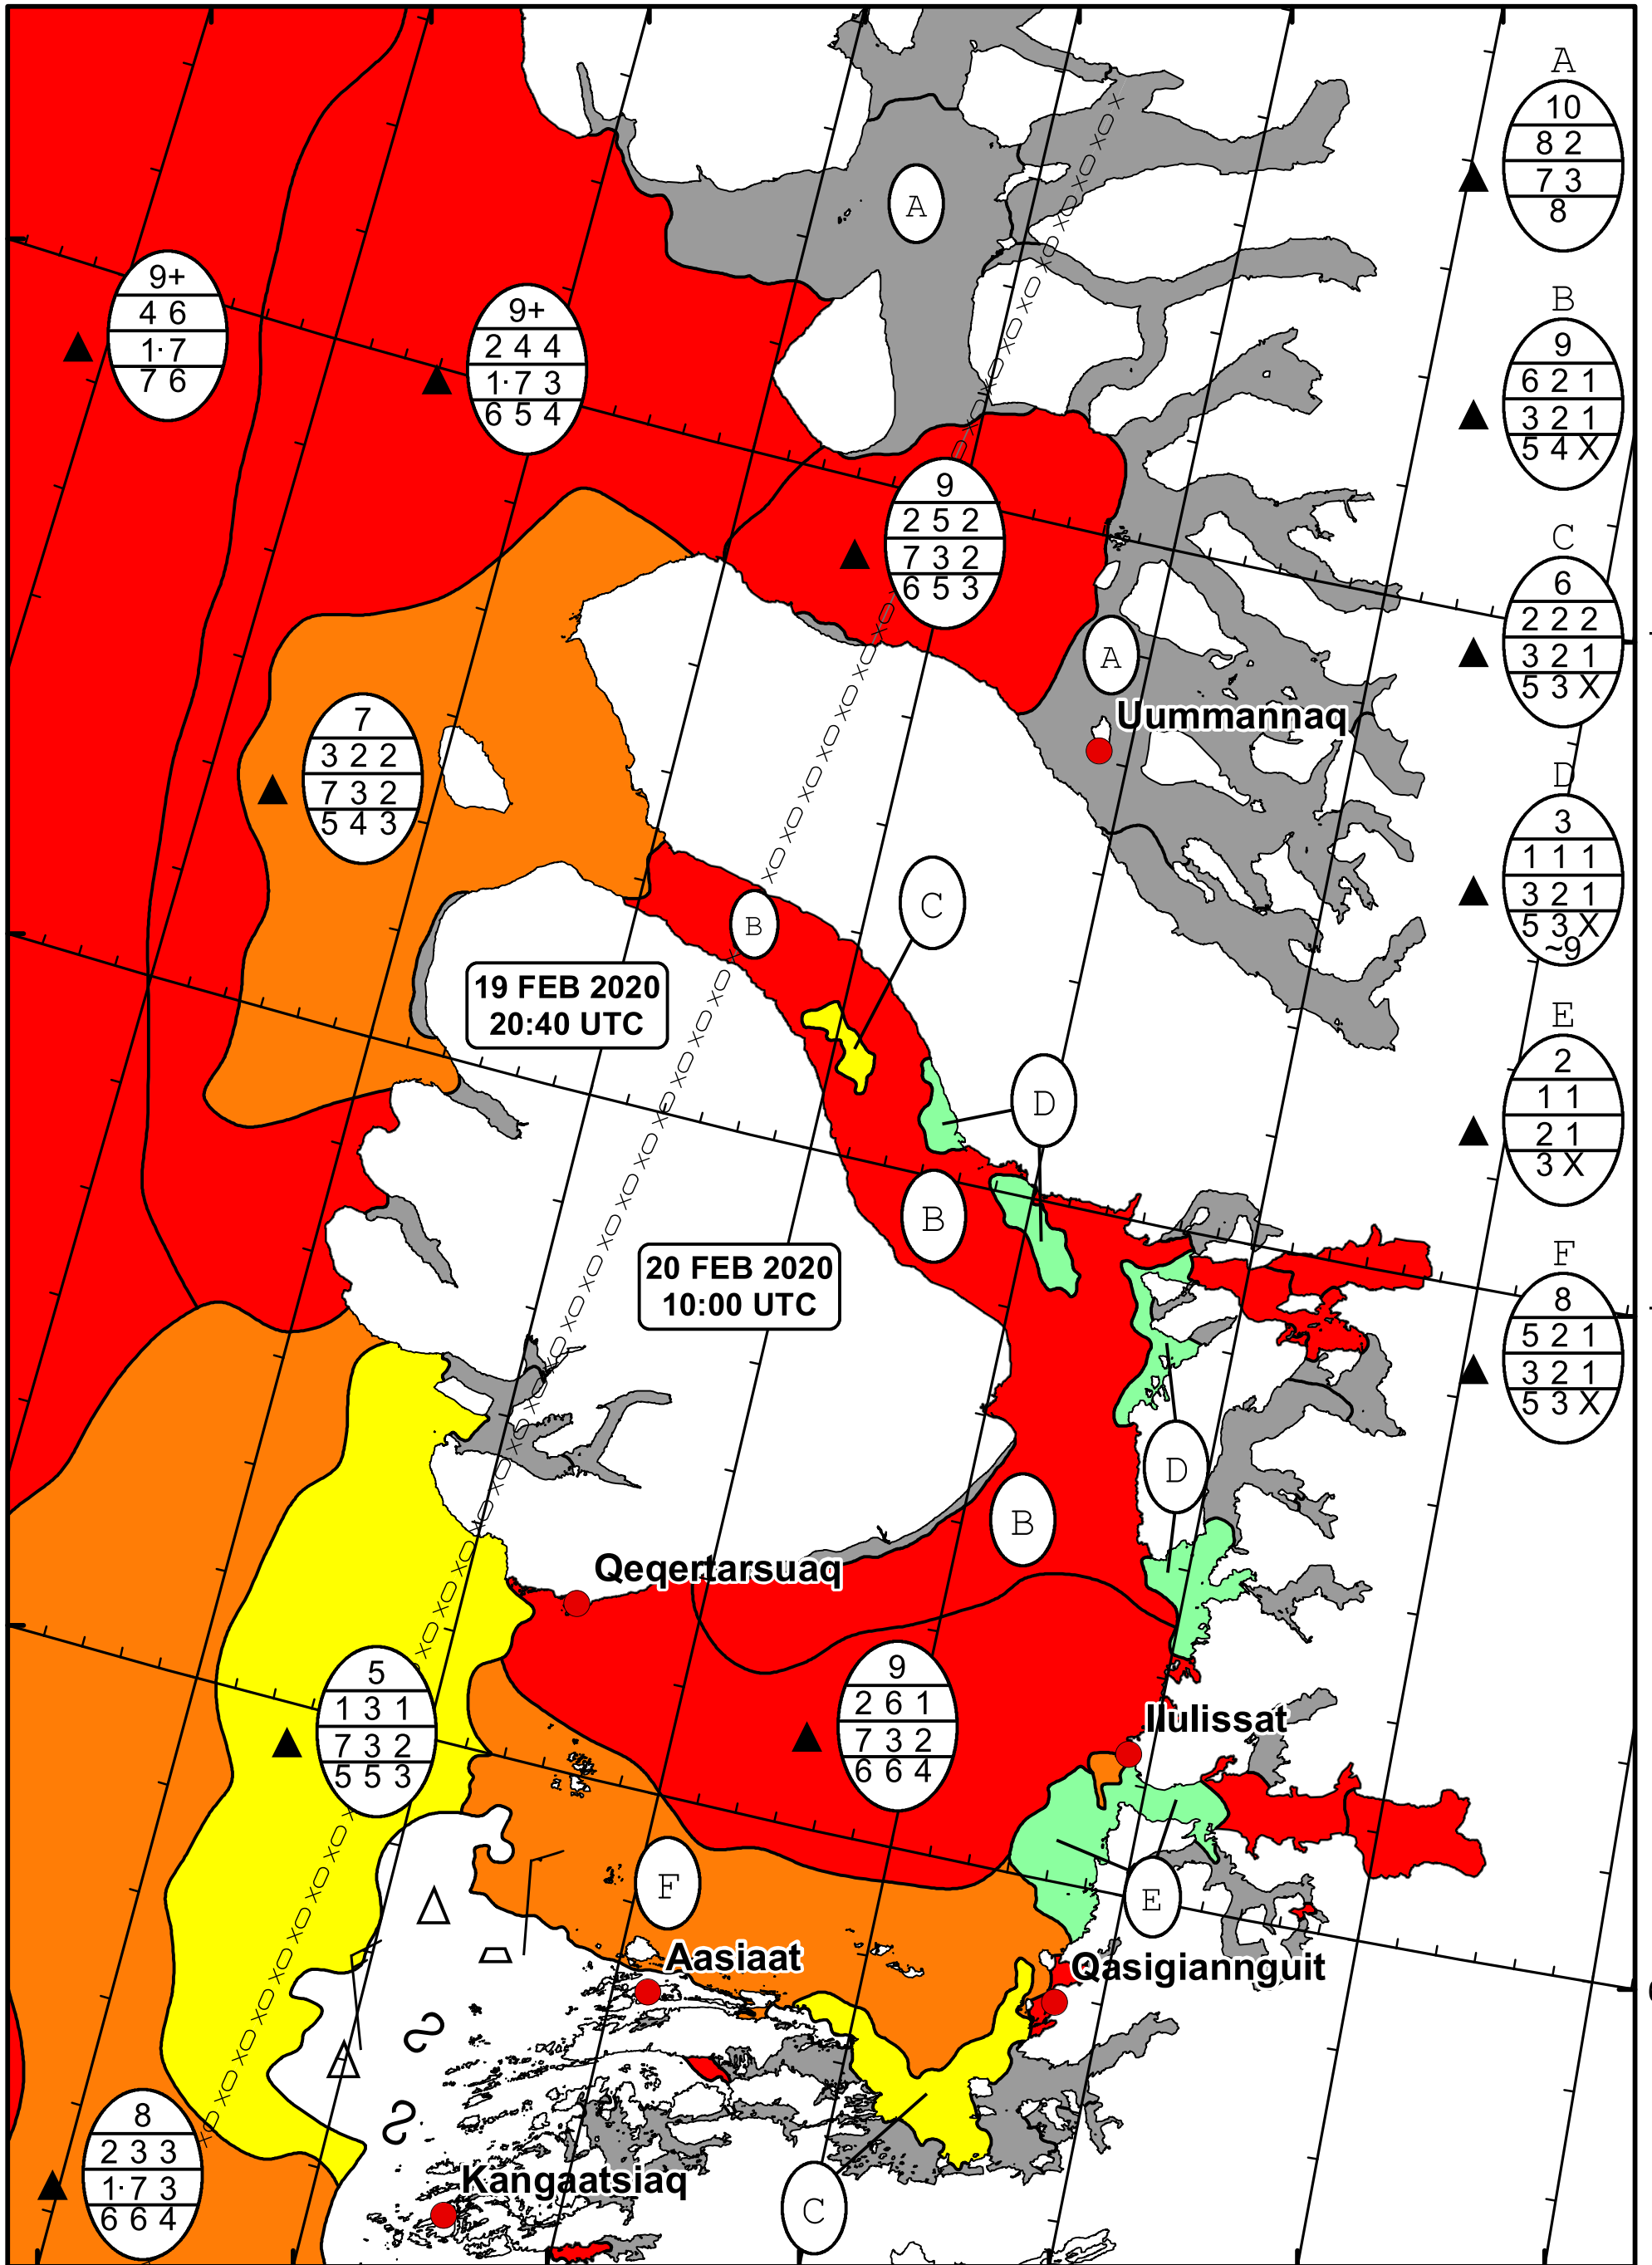 A
10
8 2
7 3
8
A
9+
4 6
1· 7
7 6
9+
2 4 4
1· 7 3
6 5 4
B
9
6 2 1
3 2 1
5 4 X
9
2 5 2
7 3 2
6 5 3
C
6
2 2 2
3 2 1
5 3 X
A
Uummannaq
7
3 2 2
7 3 2
5 4 3
D
3
1 1 1
3 2 1
5 3 X
~9
B
C
19 FEB 2020
20:40 UTC
D
E
2
1 1
2 1
3 X
B
20 FEB 2020
10:00 UTC
F
8
5 2 1
3 2 1
5 3 X
D
B
Qeqertarsuaq
5
1 3 1
7 3 2
5 5 3
9
2 6 1
7 3 2
6 6 4
Ilulissat
F
E
Aasiaat
Qasigiannguit
8
2 3 3
1· 7 3
6 6 4
Kangaatsiaq
C